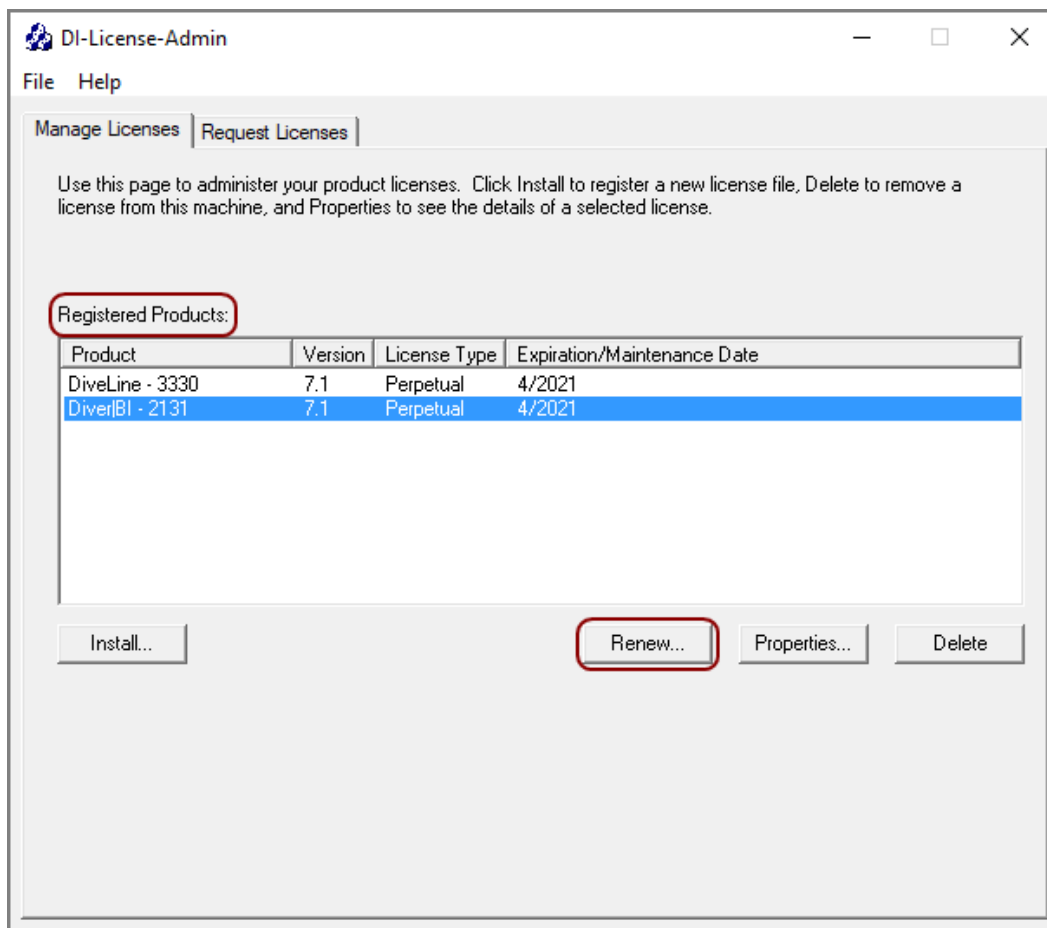 DI-License-Admin
File Help
Manage Licenses Request Licenses
Use this page to administer your product licenses. Click Install to register a new license file, Delete to remove a
license from this machine, and Properties to see the details of a selected license.
Registered Products:
Product Version License Type Expiration/Maintenance Date
DiveLine - 3330 7.1 Perpetual 4/2021
Diver|BI - 2131 7.1 Perpetual 4/2021
Install... Renew... Properties... Delete